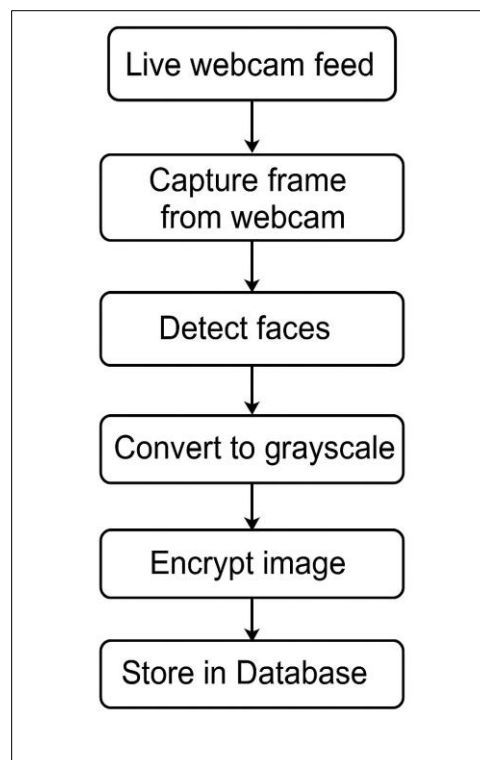 Live webcam feed
Capture frame
from webcam
Detect faces
Convert to grayscale
Encrypt image
Store in Database